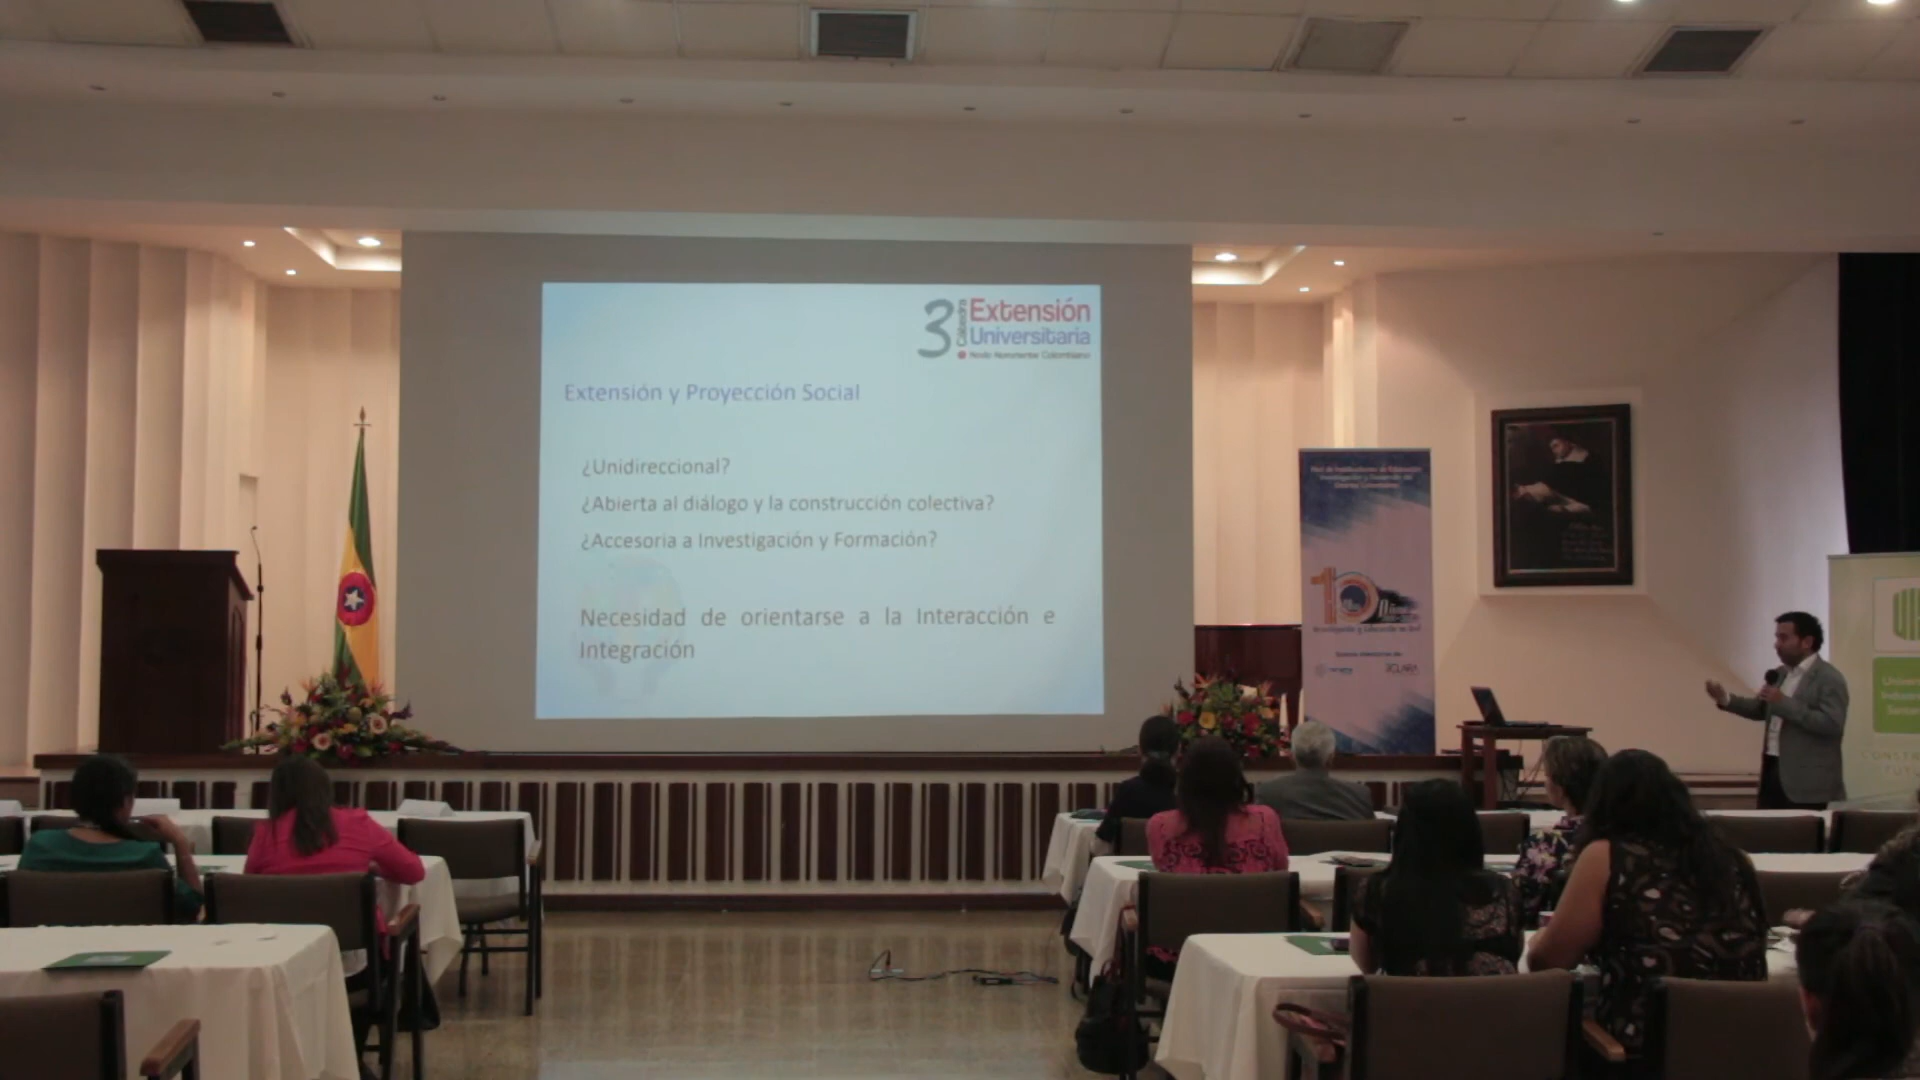 3
Cátedra
Extensión
Universitaria
Nodo Nororiente Colombiano
Extensión y Proyección Social
¿Unidireccional?
¿Abierta al diálogo y la construcción colectiva?
¿Accesoria a Investigación y Formación?
Necesidad de orientarse a la Interacción e
Integración
10